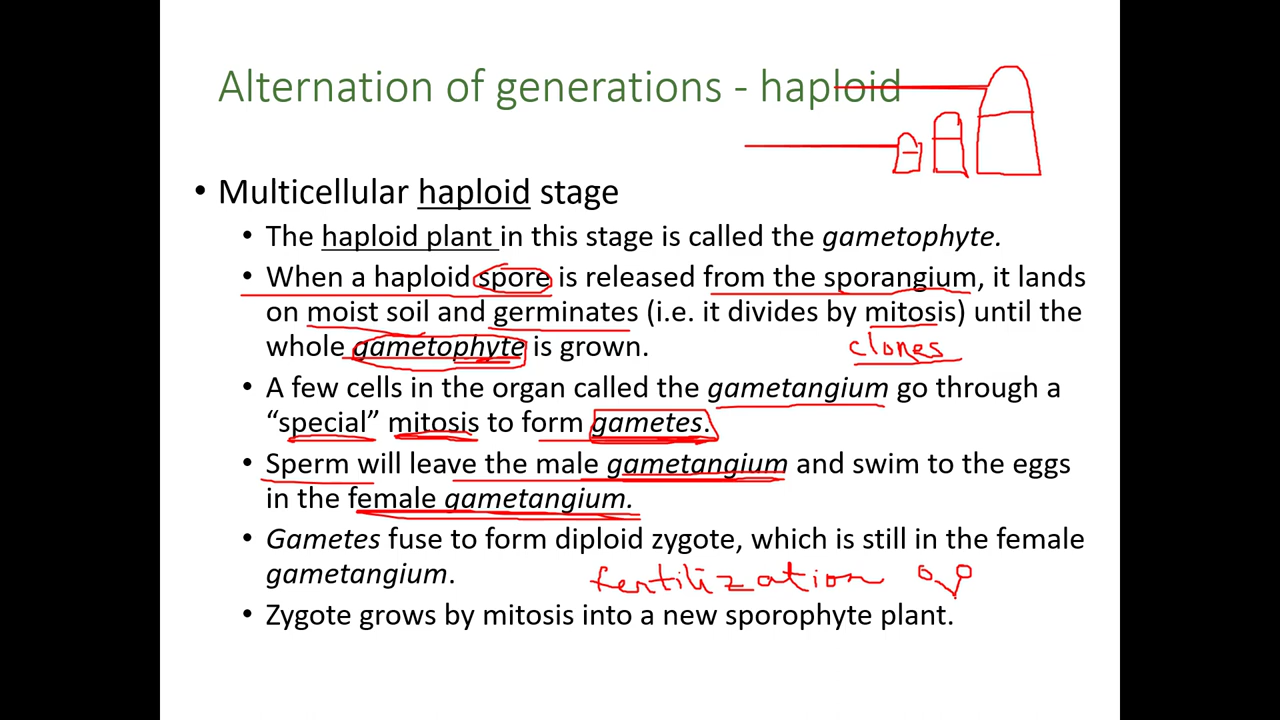 Alternation of generations - haploid
• Multicellular haploid stage
• The haploid plant in this stage is called the gametophyte.
• When a haploid spore is released from the sporangium, it lands
on moist soil and germinates (i.e. it divides by mitosis) until the
whole gametophyte is grown.
clones
• A few cells in the organ called the gametangium go through a
“special” mitosis to form gametes.
• Sperm will leave the male gametangium and swim to the eggs
in the female gametangium.
• Gametes fuse to form diploid zygote, which is still in the female
gametangium.
fertilization
• Zygote grows by mitosis into a new sporophyte plant.